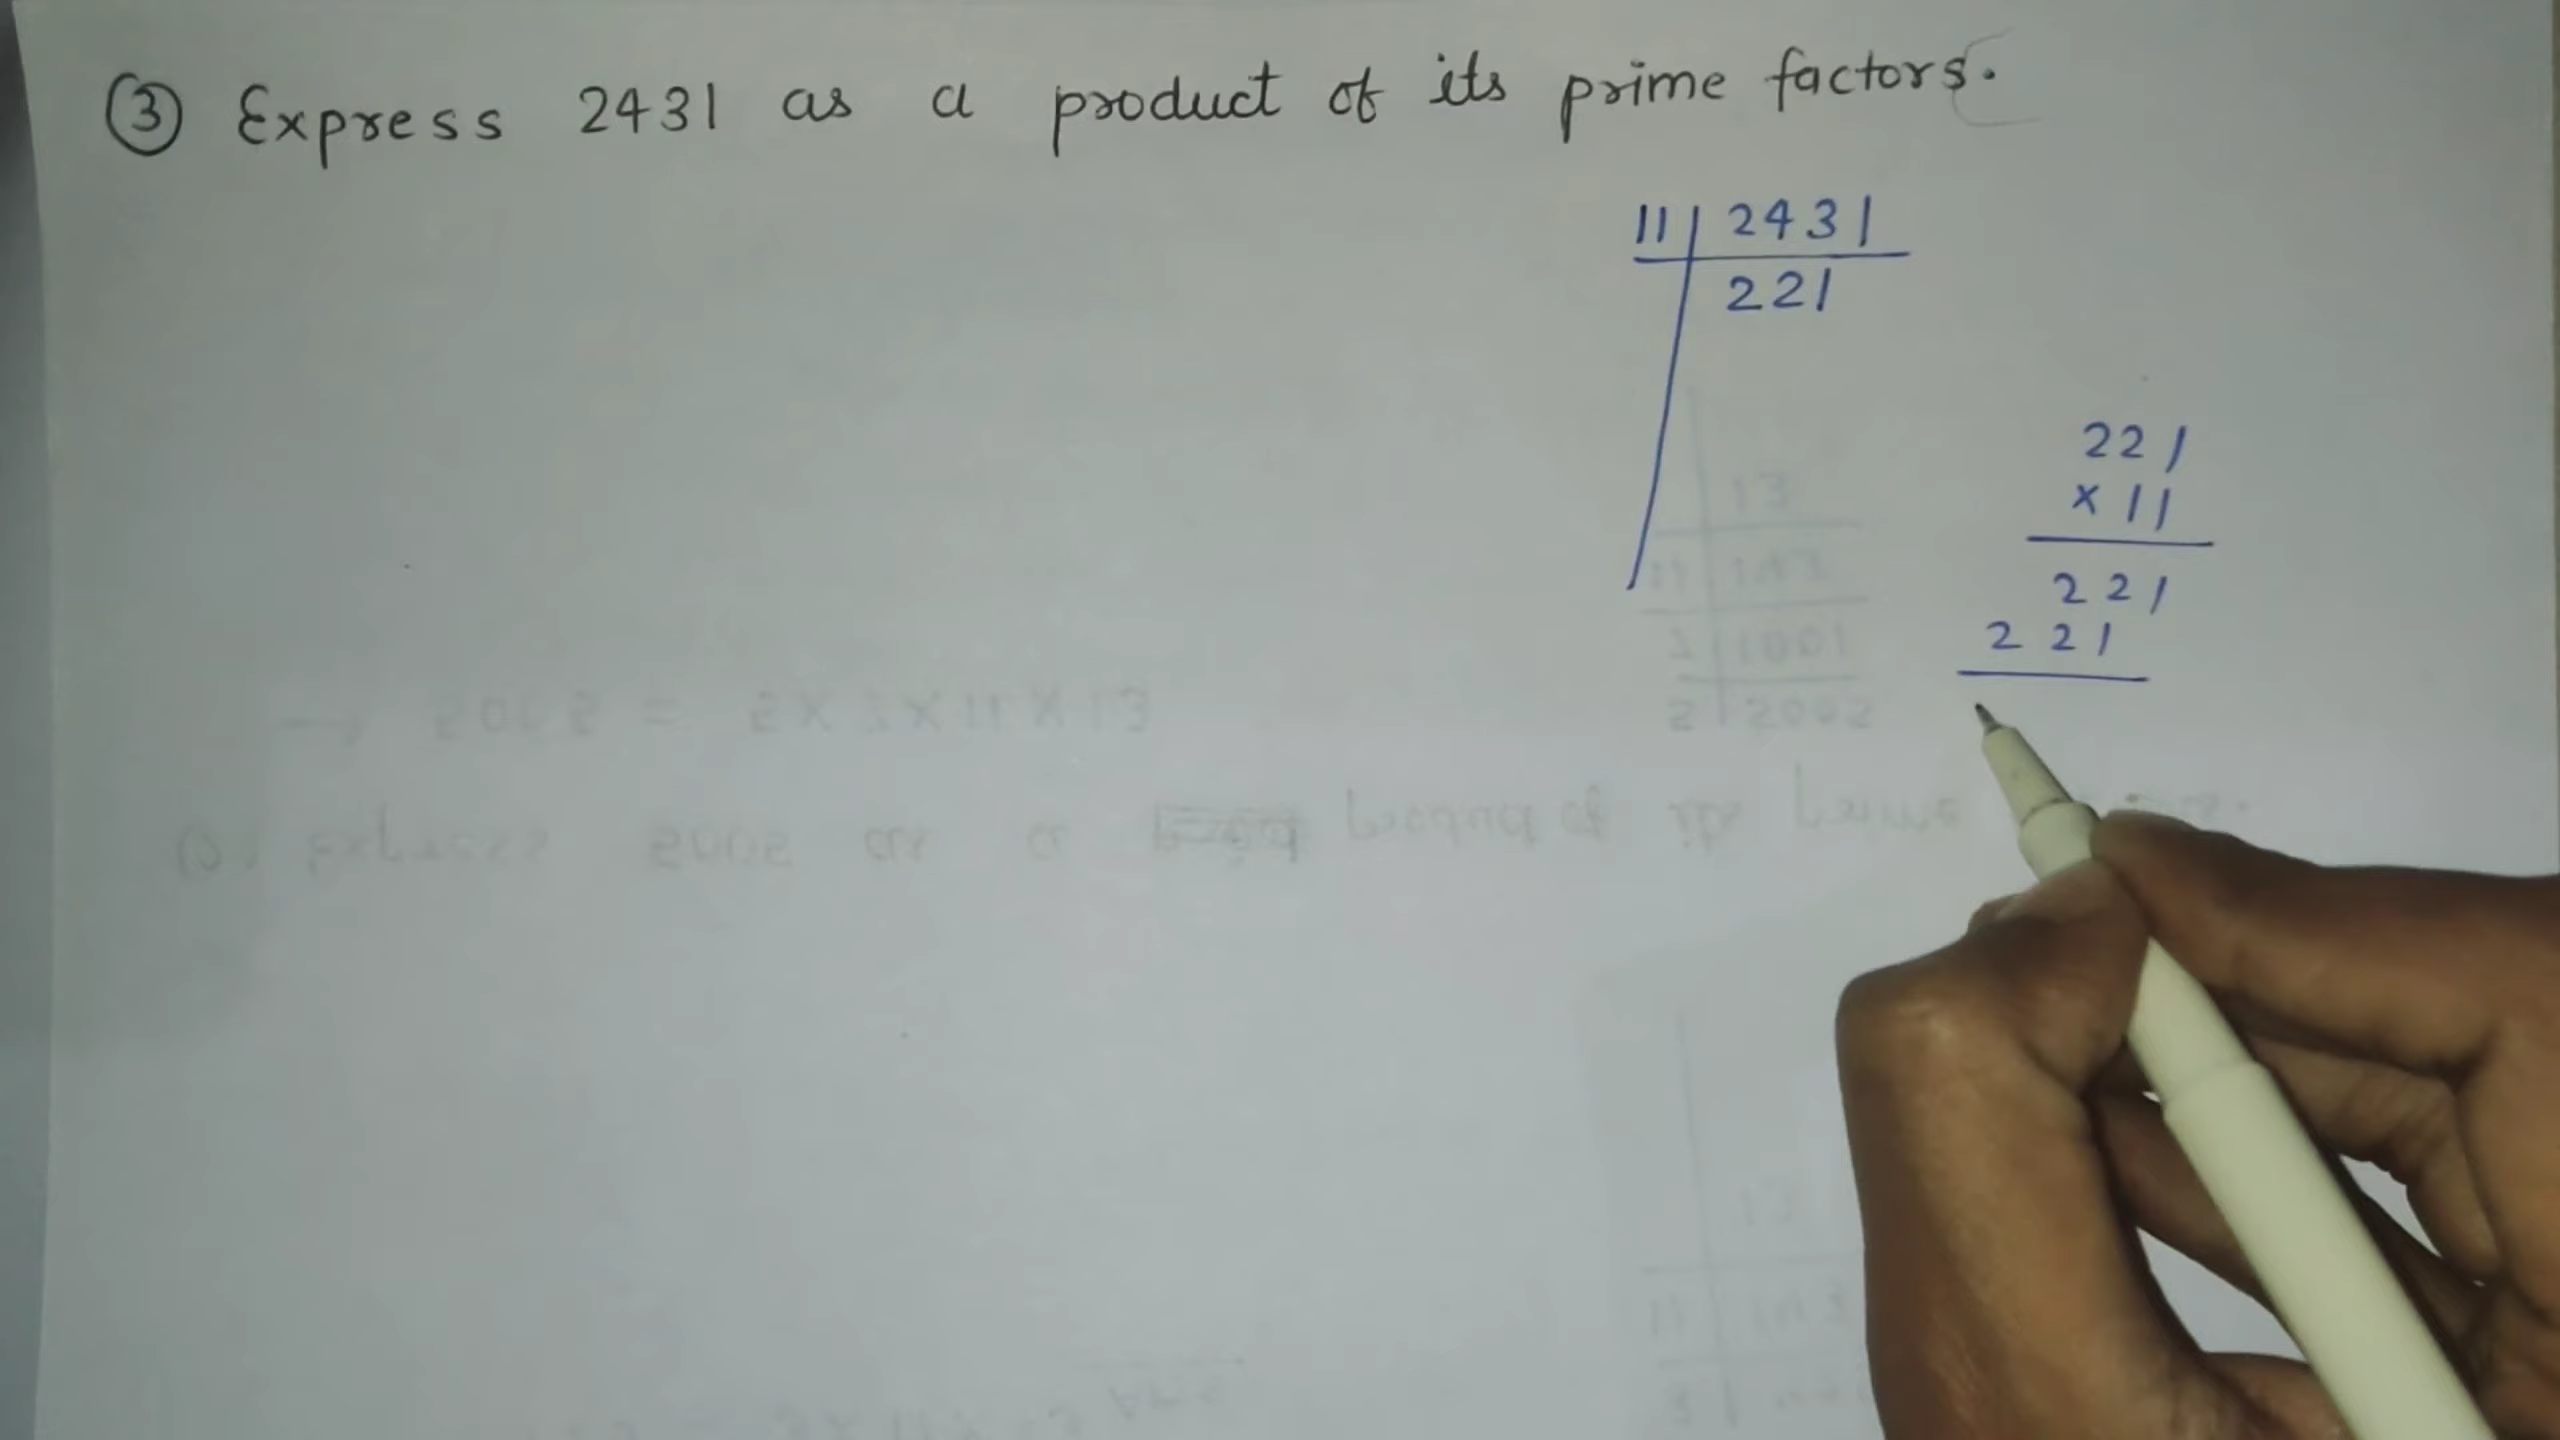 ③ Express 2431 as a product of its prime factors.
11 | 2431
221
221
× 11
221
221